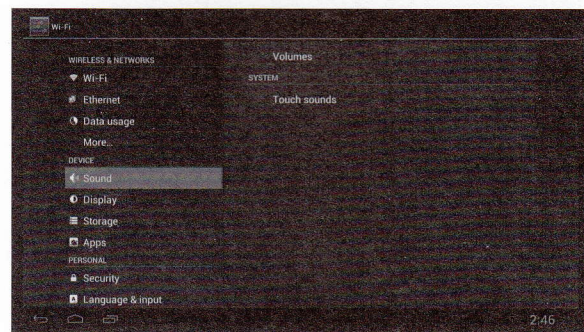 Wi-Fi
WIRELESS & NETWORKS
Wi-Fi
Ethernet
Data usage
More...
DEVICE
Sound
Display
Storage
Apps
PERSONAL
Security
Language & input
Volumes
SYSTEM
Touch sounds
2:46